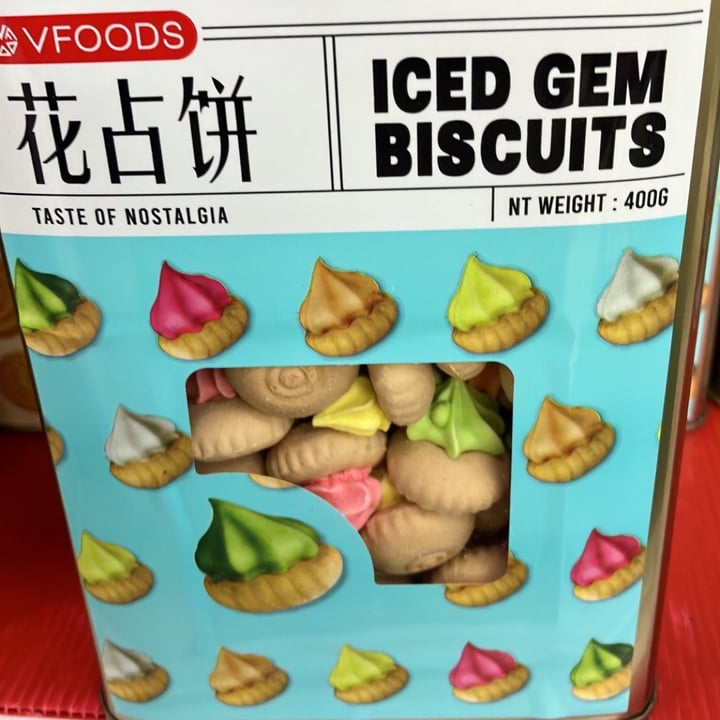 VFOODS
花占饼
ICED GEM
BISCUITS
TASTE OF NOSTALGIA
NT WEIGHT : 400G